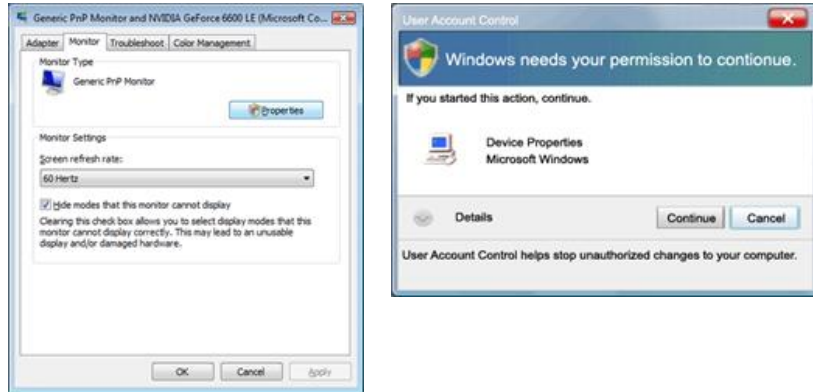 Generic PnP Monitor and NVIDIA GeForce 6600 LE (Microsoft Co...
Adapter Monitor Troubleshoot Color Management
Monitor Type
Generic PnP Monitor
Properties
Monitor Settings
Screen refresh rate:
60 Hertz
Hide modes that this monitor cannot display
Clearing this check box allows you to select display modes that this
monitor cannot display correctly. This may lead to an unusable
display and/or damaged hardware.
OK Cancel Apply
User Account Control
Windows needs your permission to contionue.
If you started this action, continue.
Device Properties
Microsoft Windows
Details Continue Cancel
User Account Control helps stop unauthorized changes to your computer.